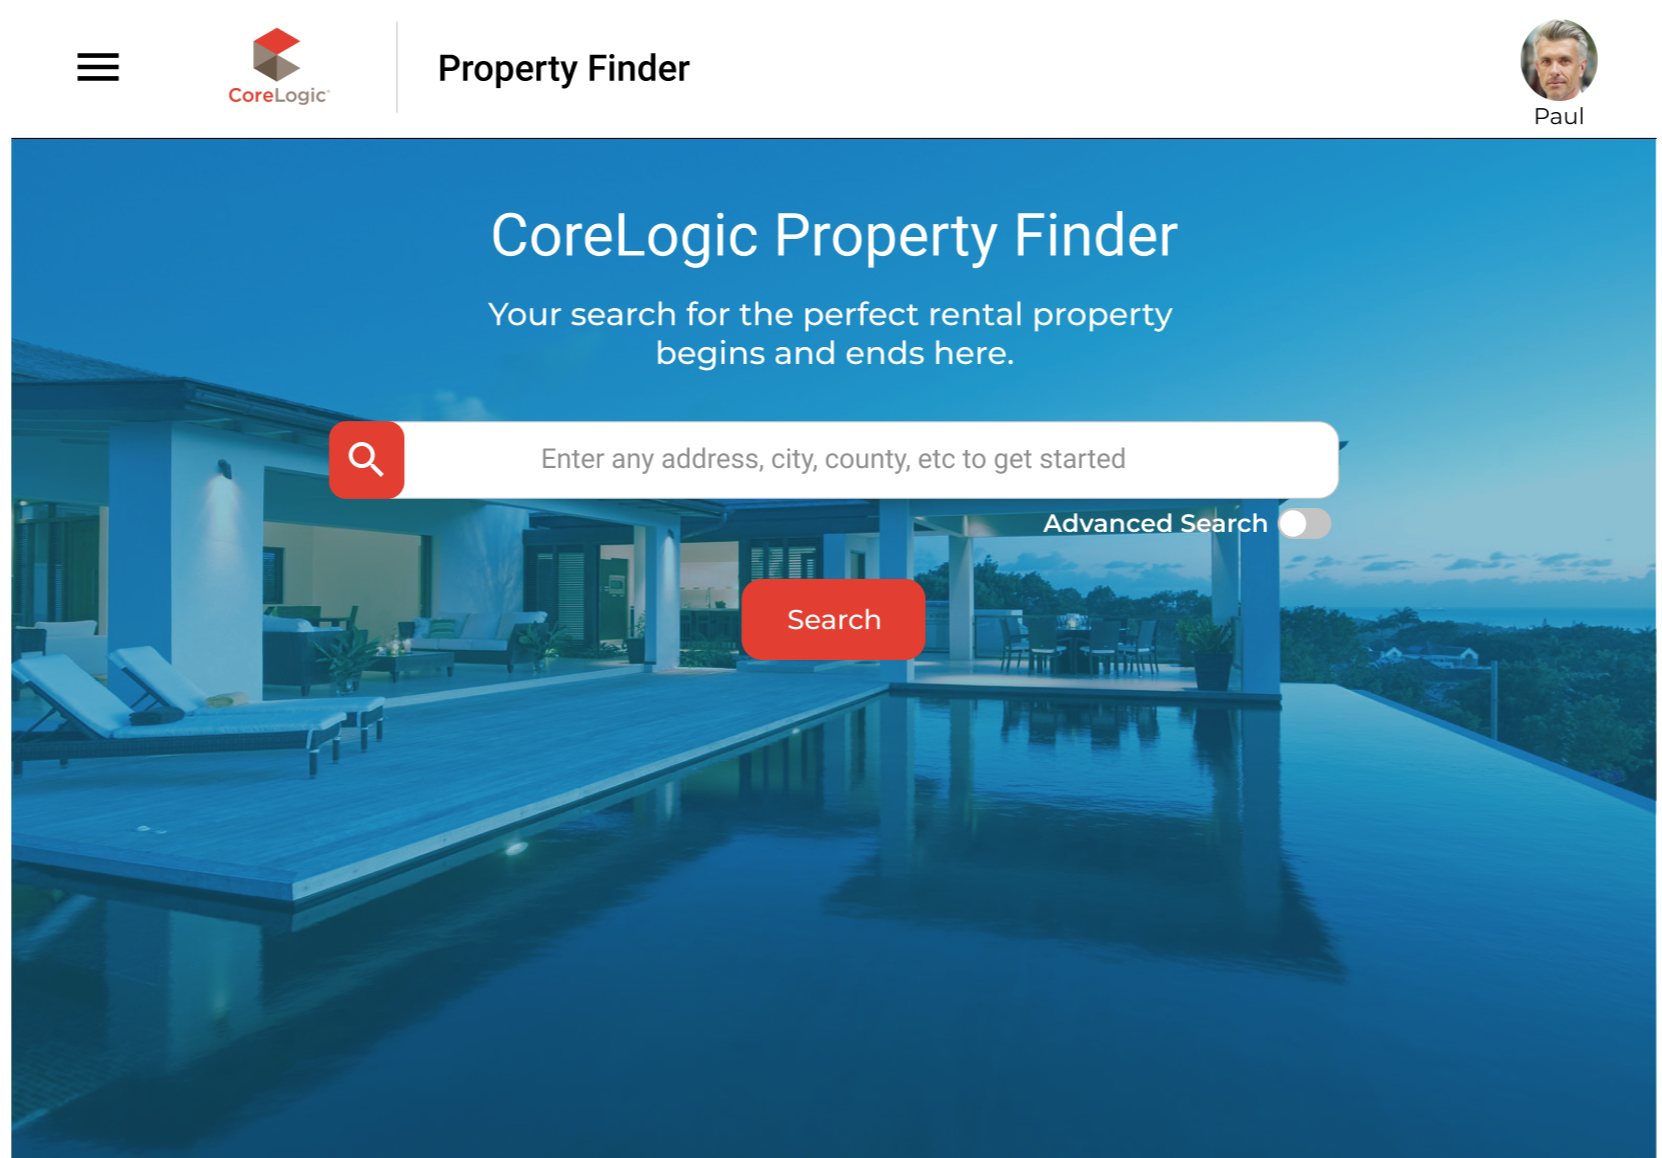 CoreLogic
Property Finder
Paul
CoreLogic Property Finder
Your search for the perfect rental property
begins and ends here.
Enter any address, city, county, etc to get started
Advanced Search
Search